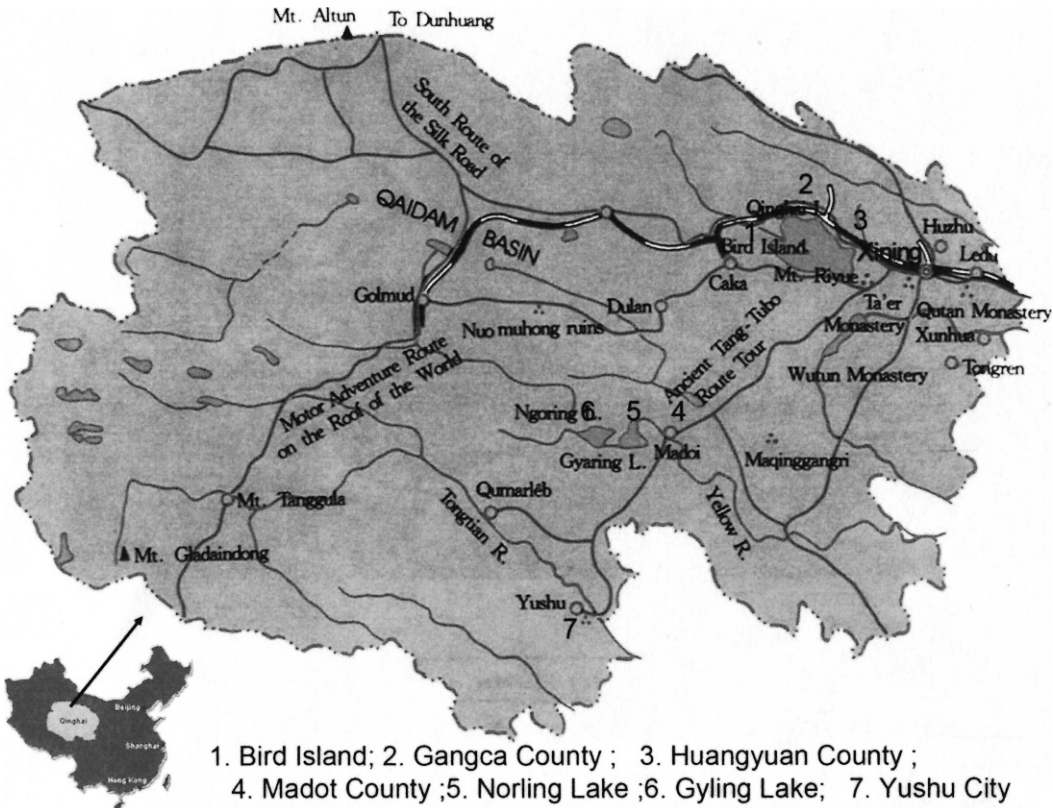 Mt. Altun
To Dunhuang
South Route of
the Silk Road
QAIDAM
BASIN
2
Qinghai L.
3
1
Bird Island
Xining
Huzhu
Ledu
Mt. Riyue
Caka
Golmud
Dulan
Ta'er
Monastery
Qutan Monastery
Nuo muhong ruins
Xunhua
Ancient Tang-Tubo
Route Tour
Wutun Monastery
Tongren
Motor Adventure Route
on the Roof of the World
Ngoring L.
6
5
4
Gyaring L.
Madoi
Maqinggangri
Qumarlëb
Mt. Tanggula
Tongtian R.
Yellow R.
Mt. Gladaindong
Yushu
7
Beijing
Qinghai
Shanghai
Hong Kong
1. Bird Island; 2. Gangca County ; 3. Huangyuan County ;
4. Madot County ;5. Norling Lake ;6. Gyling Lake; 7. Yushu City